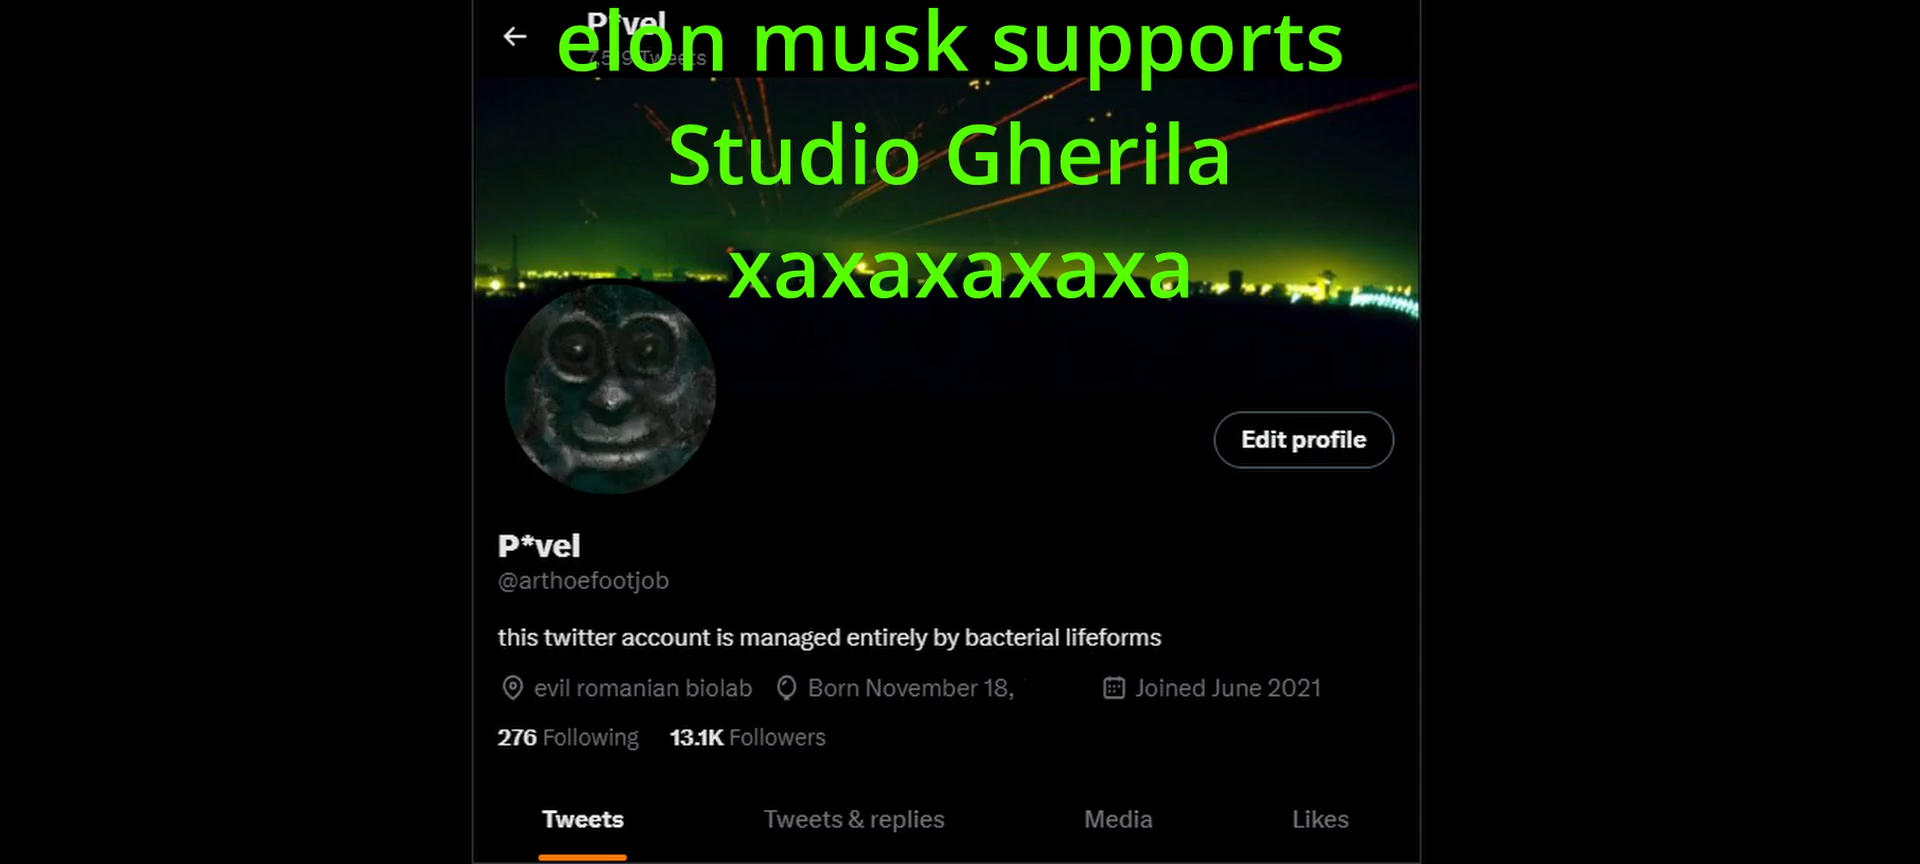 P*vel
elon musk supports
Studio Gherila
xaxaxaxaxa
Edit profile
P*vel
@arthoefootjob
this twitter account is managed entirely by bacterial lifeforms
evil romanian biolab Born November 18, Joined June 2021
276 Following 13.1K Followers
Tweets Tweets & replies Media Likes